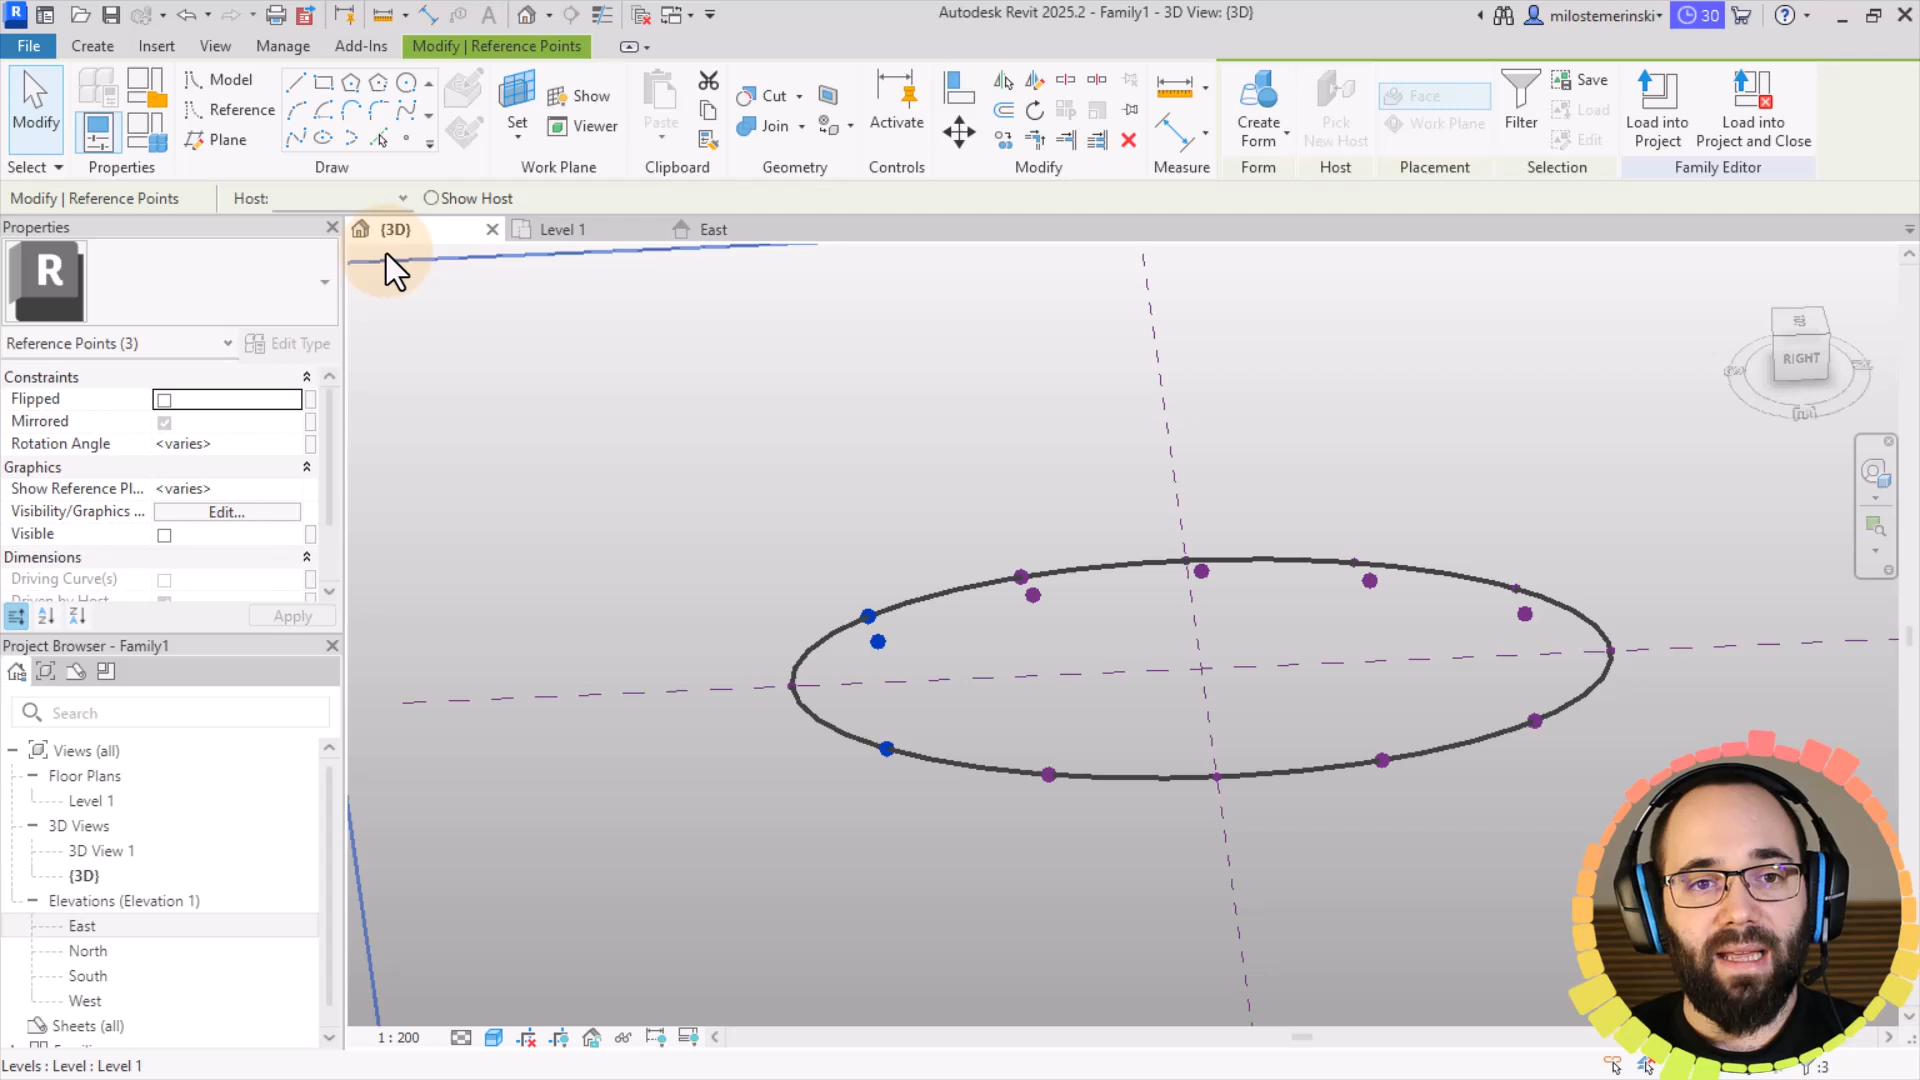 R
30
Autodesk Revit 2025.2 - Family1 - 3D View: {3D}
milostemerinski
File
Create
Insert
View
Manage
Add-Ins
Modify | Reference Points
Modify
Model
Reference
Plane
Set
Show
Viewer
Paste
Cut
Join
Activate
Create
Form
Pick
New Host
Face
Work Plane
Filter
Save
Load
Edit
Load into
Project
Load into
Project and Close
Select
Properties
Draw
Work Plane
Clipboard
Geometry
Controls
Modify
Measure
Form
Host
Placement
Selection
Family Editor
Modify | Reference Points
Host:
Show Host
Properties
{3D}
Level 1
East
R
Reference Points (3)
Edit Type
Constraints
Flipped
Mirrored
Rotation Angle
<varies>
Graphics
Show Reference Pl...
<varies>
Visibility/Graphics ...
Edit...
Visible
Dimensions
Driving Curve(s)
Apply
RIGHT
Project Browser - Family1
Search
Views (all)
Floor Plans
Level 1
3D Views
3D View 1
{3D}
Elevations (Elevation 1)
East
North
South
West
Sheets (all)
1 : 200
Levels : Level : Level 1
:3